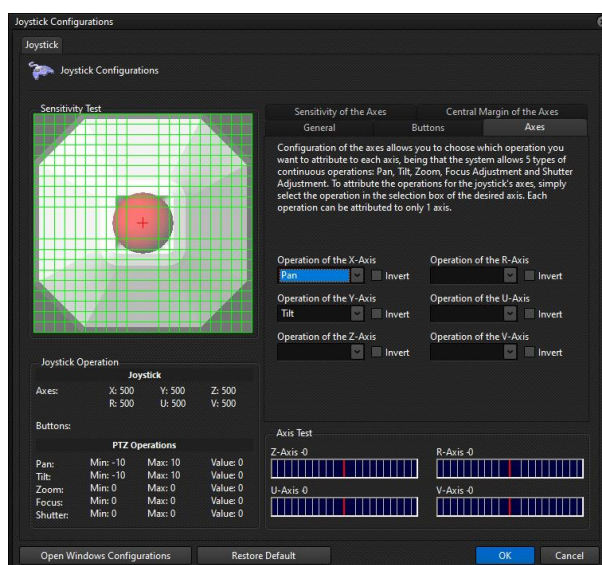 Joystick Configurations
Joystick
Joystick Configurations
Sensitivity Test
Sensitivity of the Axes
Central Margin of the Axes
General
Buttons
Axes
Configuration of the axes allows you to choose which operation you
want to attribute to each axis, being that the system allows 5 types of
continuous operations: Pan, Tilt, Zoom, Focus Adjustment and Shutter
Adjustment. To attribute the operations for the joystick's axes, simply
select the operation in the selection box of the desired axis. Each
operation can be attributed to only 1 axis.
Operation of the X-Axis
Operation of the R-Axis
Pan
Invert
Invert
Operation of the Y-Axis
Operation of the U-Axis
Tilt
Invert
Invert
Operation of the Z-Axis
Operation of the V-Axis
Invert
Invert
Joystick Operation
Joystick
Axes: X: 500 Y: 500 Z: 500
R: 500 U: 500 V: 500
Buttons:
PTZ Operations
Pan: Min: -10 Max: 10 Value: 0
Tilt: Min: -10 Max: 10 Value: 0
Zoom: Min: 0 Max: 0 Value: 0
Focus: Min: 0 Max: 0 Value: 0
Shutter: Min: 0 Max: 0 Value: 0
Axis Test
Z-Axis -0
R-Axis -0
U-Axis -0
V-Axis -0
Open Windows Configurations
Restore Default
OK
Cancel